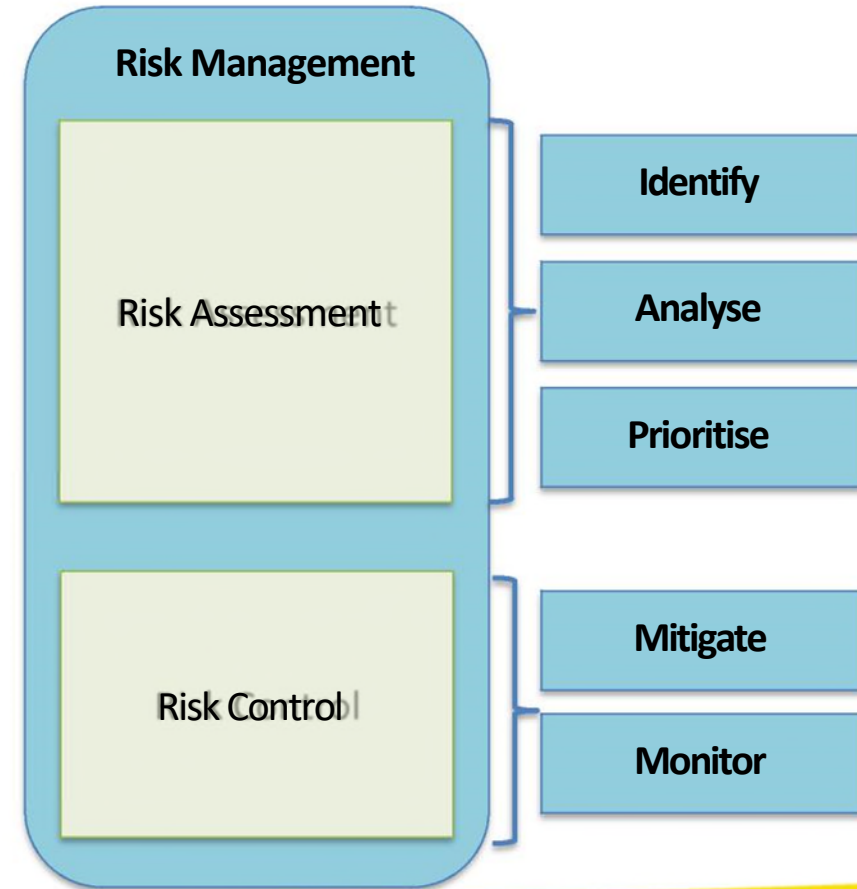 Risk Management
Risk Assessment
Identify
Analyse
Prioritise
Risk Control
Mitigate
Monitor